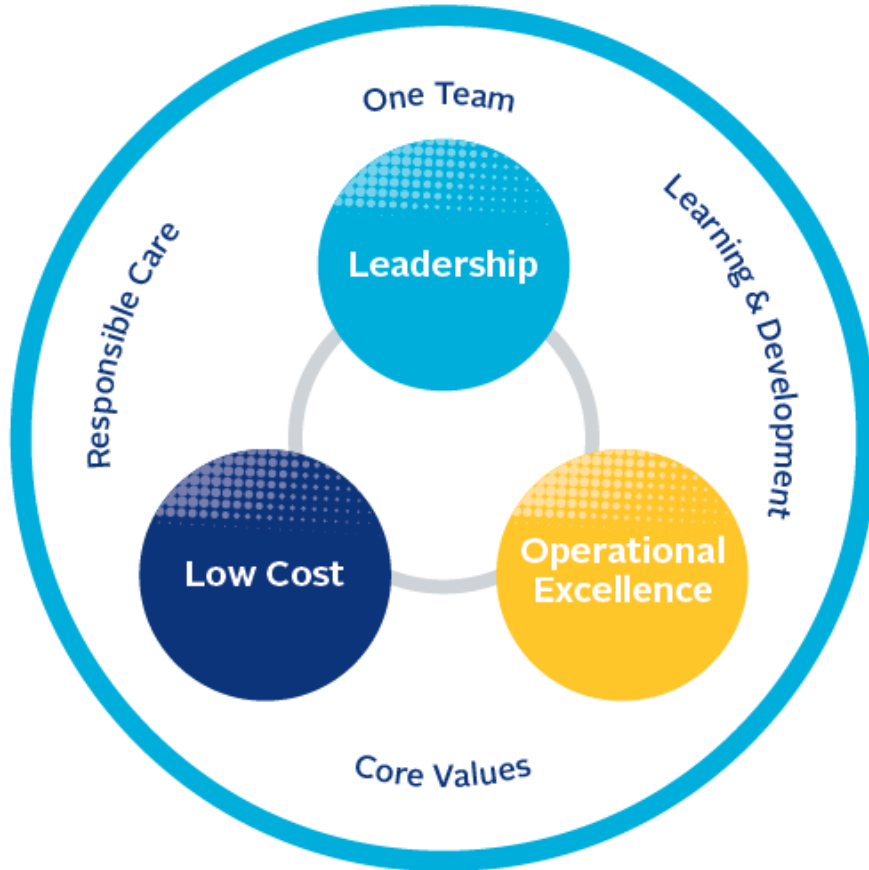 One Team
Responsible Care
Learning & Development
Leadership
Low Cost
Operational
Excellence
Core Values